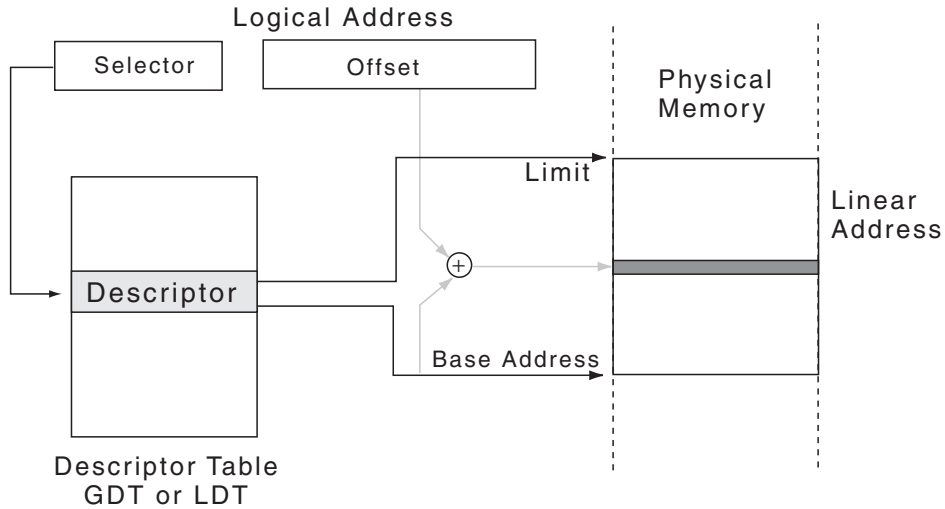 Logical Address
Selector
Offset
Physical
Memory
Limit
Linear
Address
Descriptor
+
Base Address
Descriptor Table
GDT or LDT